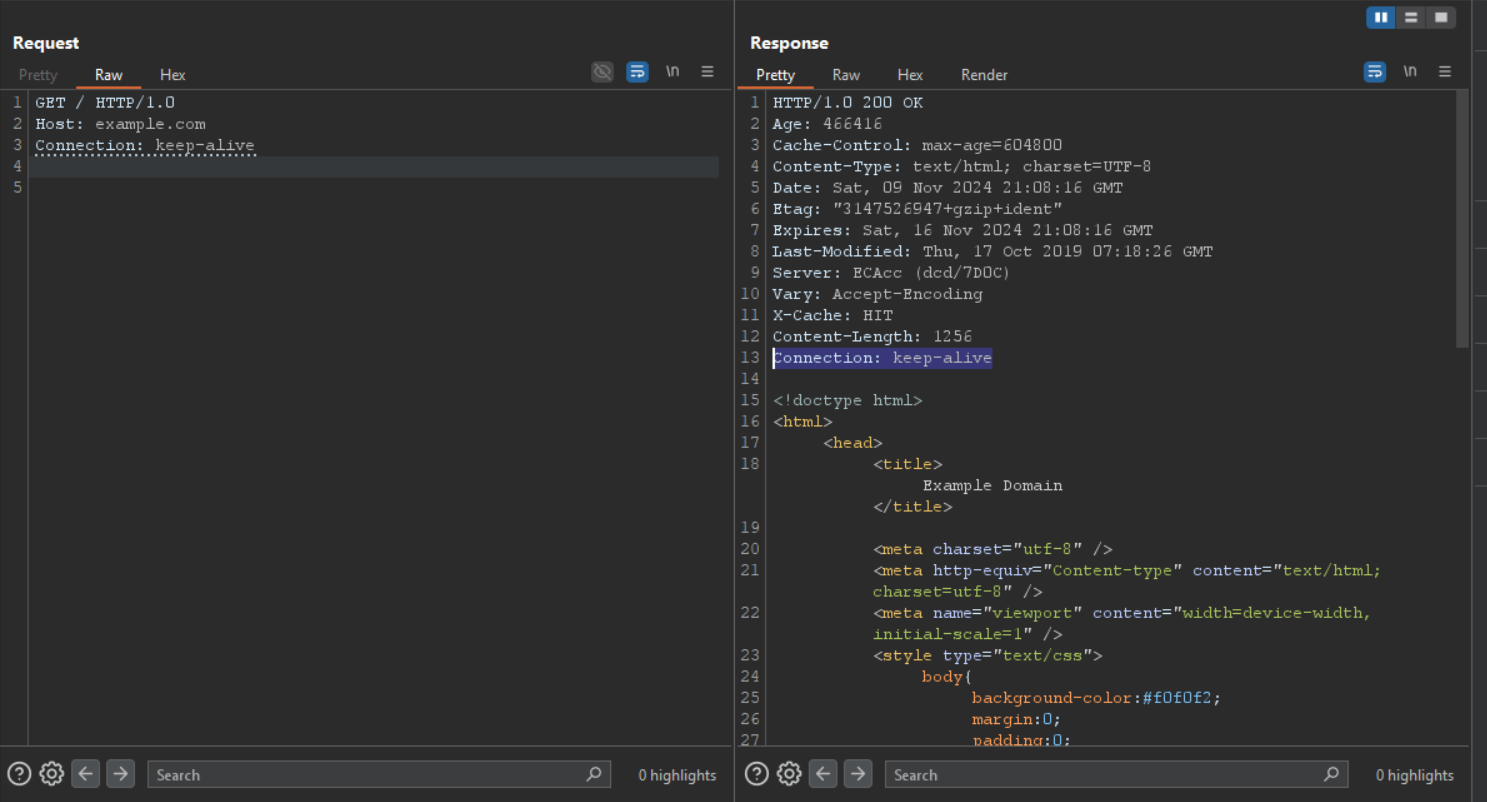 Request
Pretty Raw Hex
\n
1 GET / HTTP/1.0
2 Host: example.com
3 Connection: keep-alive
4
5
Search
0 highlights
Response
Pretty Raw Hex Render
\n
1 HTTP/1.0 200 OK
2 Age: 466416
3 Cache-Control: max-age=604800
4 Content-Type: text/html; charset=UTF-8
5 Date: Sat, 09 Nov 2024 21:08:16 GMT
6 Etag: "3147526947+gzip+ident"
7 Expires: Sat, 16 Nov 2024 21:08:16 GMT
8 Last-Modified: Thu, 17 Oct 2019 07:18:26 GMT
9 Server: ECAcc (dcd/7D0C)
10 Vary: Accept-Encoding
11 X-Cache: HIT
12 Content-Length: 1256
13 Connection: keep-alive
14
15 <!doctype html>
16 <html>
17 <head>
18 <title>
Example Domain
</title>
19
20 <meta charset="utf-8" />
21 <meta http-equiv="Content-type" content="text/html;
charset=utf-8" />
22 <meta name="viewport" content="width=device-width,
initial-scale=1" />
23 <style type="text/css">
24 body{
25 background-color:#f0f0f2;
26 margin:0;
27 padding:0;
Search
0 highlights